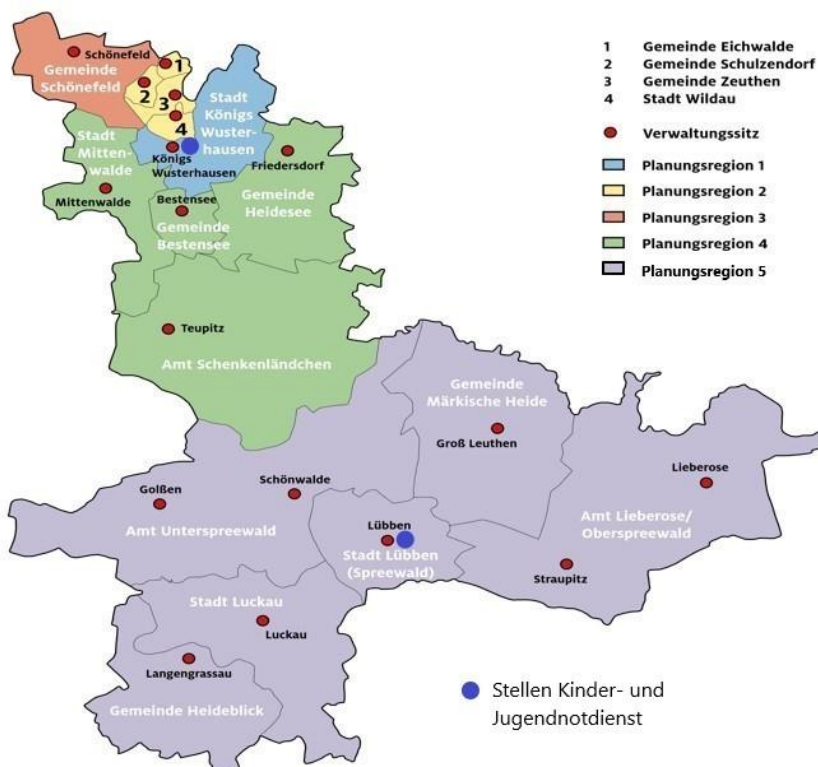 Schönefeld
Gemeinde
Schönefeld
1
2
3
4
Stadt
Königs
Wuster-
hausen
Königs
Wusterhausen
Stadt
Mitten-
walde
Mittenwalde
Friedersdorf
Gemeinde
Heidesee
Bestensee
Gemeinde
Bestensee
Teupitz
Amt Schenkenländchen
Gemeinde
Märkische Heide
Groß Leuthen
Lieberose
Amt Lieberose/
Oberspreewald
Straupitz
Golßen
Schönwalde
Amt Unterspreewald
Lübben
Stadt Lübben
(Spreewald)
Stadt Luckau
Luckau
Langengrassau
Gemeinde Heideblick
1 Gemeinde Eichwalde
2 Gemeinde Schulzendorf
3 Gemeinde Zeuthen
4 Stadt Wildau
Verwaltungssitz
Planungsregion 1
Planungsregion 2
Planungsregion 3
Planungsregion 4
Planungsregion 5
Stellen Kinder- und
Jugendnotdienst